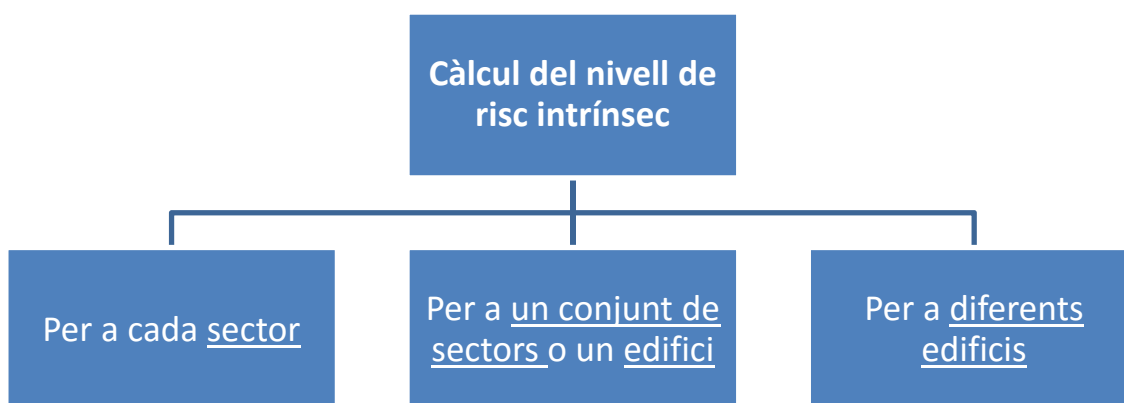 Càlcul del nivell de
risc intrínsec
Per a cada sector
Per a un conjunt de
sectors o un edifici
Per a diferents
edificis